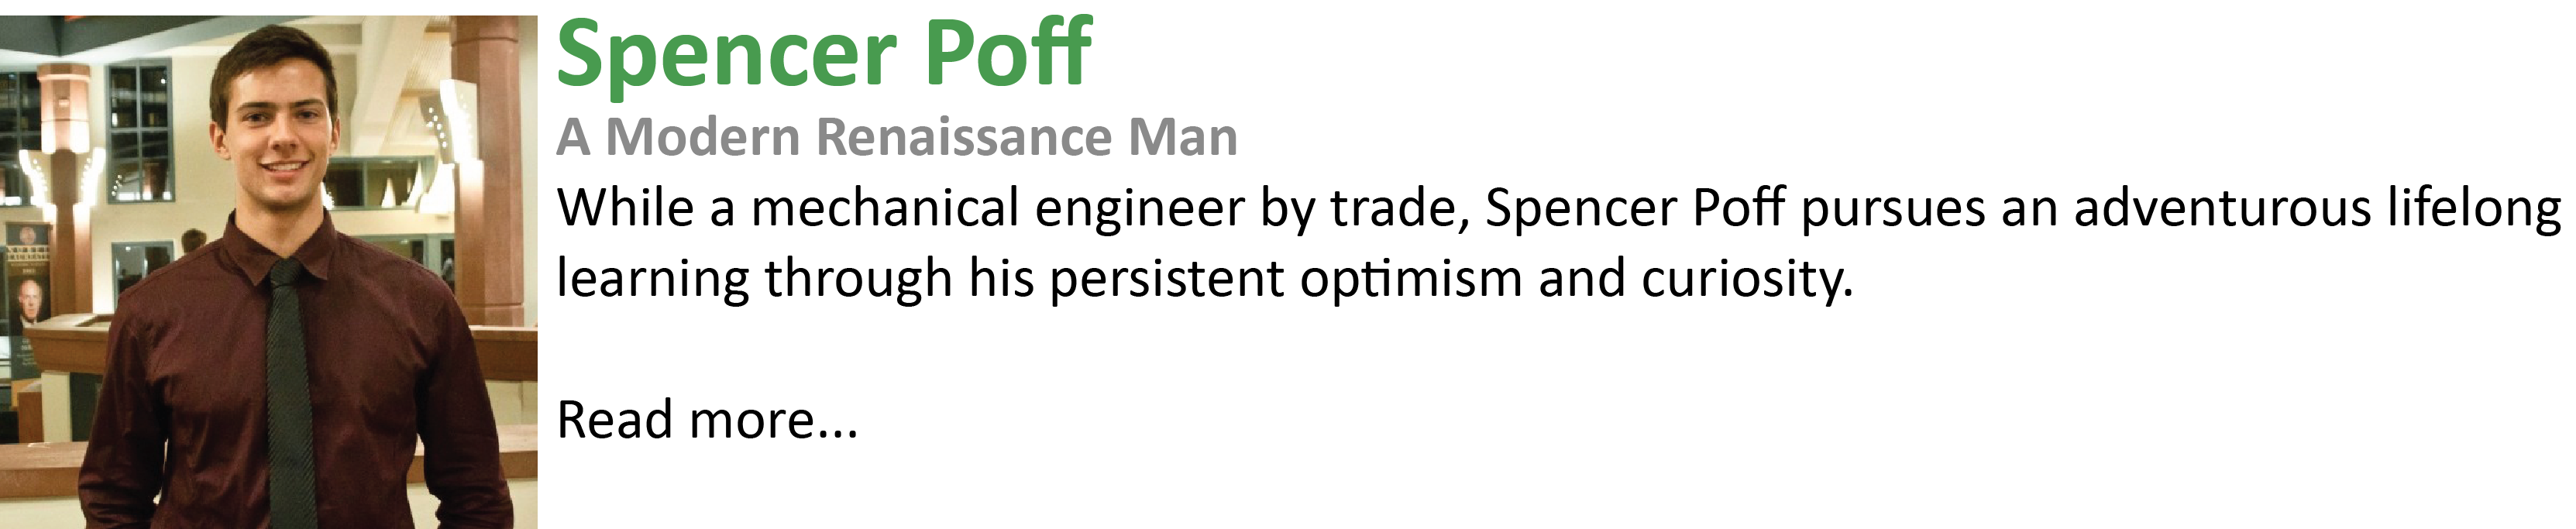 Spencer Poff
A Modern Renaissance Man
While a mechanical engineer by trade, Spencer Poff pursues an adventurous lifelong
learning through his persistent optimism and curiosity.
Read more...